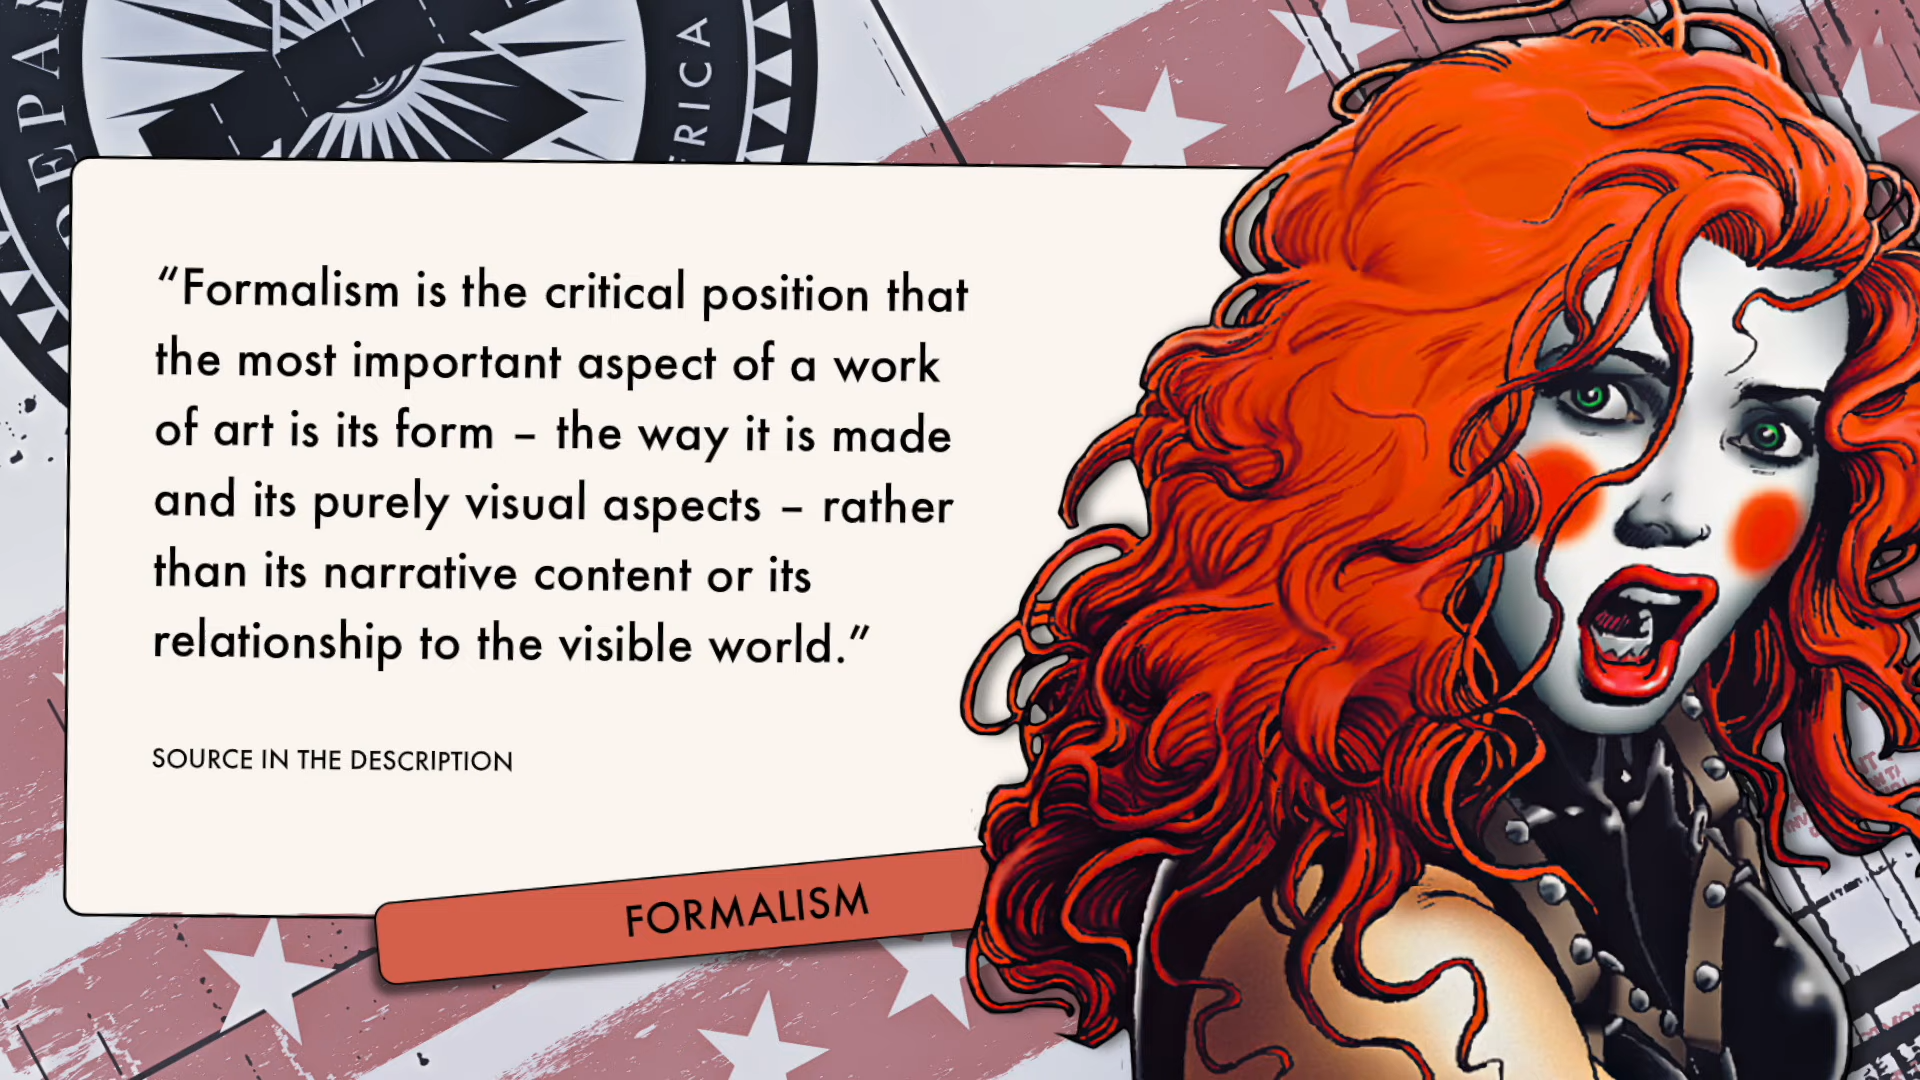 DEPA
ERICA
“Formalism is the critical position that
the most important aspect of a work
of art is its form – the way it is made
and its purely visual aspects – rather
than its narrative content or its
relationship to the visible world.”
SOURCE IN THE DESCRIPTION
FORMALISM